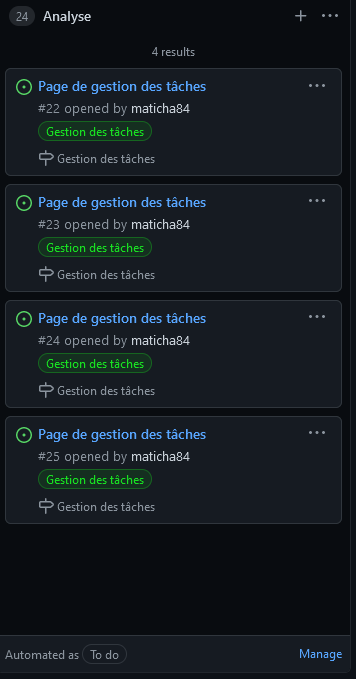 24 Analyse
4 results
Page de gestion des tâches
#22 opened by maticha84
Gestion des tâches
Gestion des tâches
Page de gestion des tâches
#23 opened by maticha84
Gestion des tâches
Gestion des tâches
Page de gestion des tâches
#24 opened by maticha84
Gestion des tâches
Gestion des tâches
Page de gestion des tâches
#25 opened by maticha84
Gestion des tâches
Gestion des tâches
Automated as To do Manage